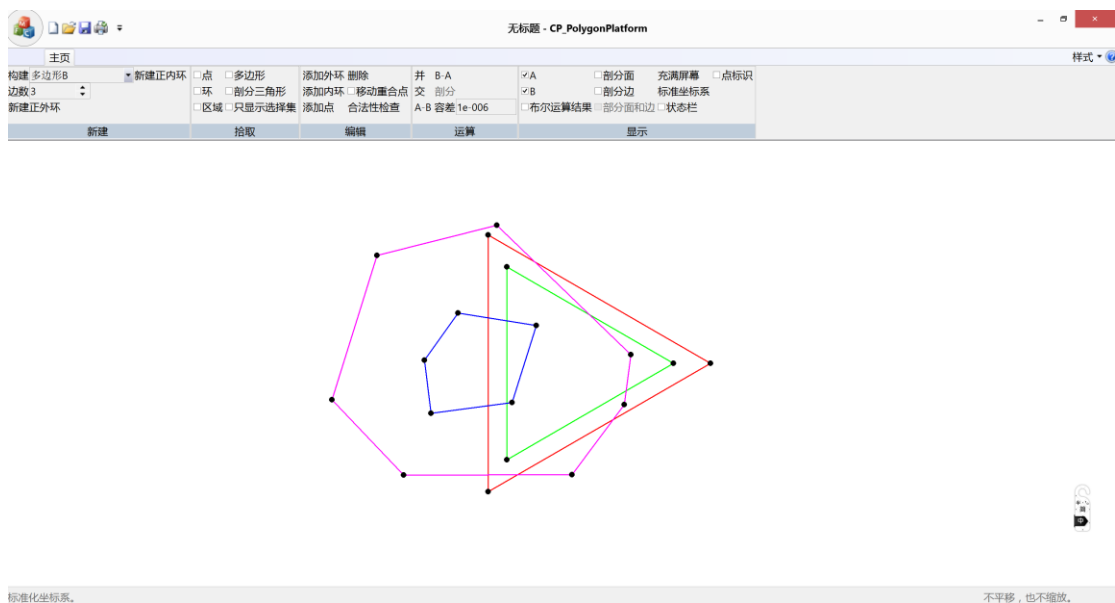 无标题 - CP_PolygonPlatform
主页
样式
构建 多边形B 新建正内环 点 多边形 添加外环 删除 并 B-A A 剖分面 充满屏幕 点标识
边数 3 环 剖分三角形 添加内环 移动重合点 交 剖分 B 剖分边 标准坐标系
新建正外环 区域 只显示选择集 添加点 合法性检查 A-B 容差 1e-006 布尔运算结果 部分面和边 状态栏
新建 拾取 编辑 运算 显示
中
标准化坐标系。 不平移，也不缩放。